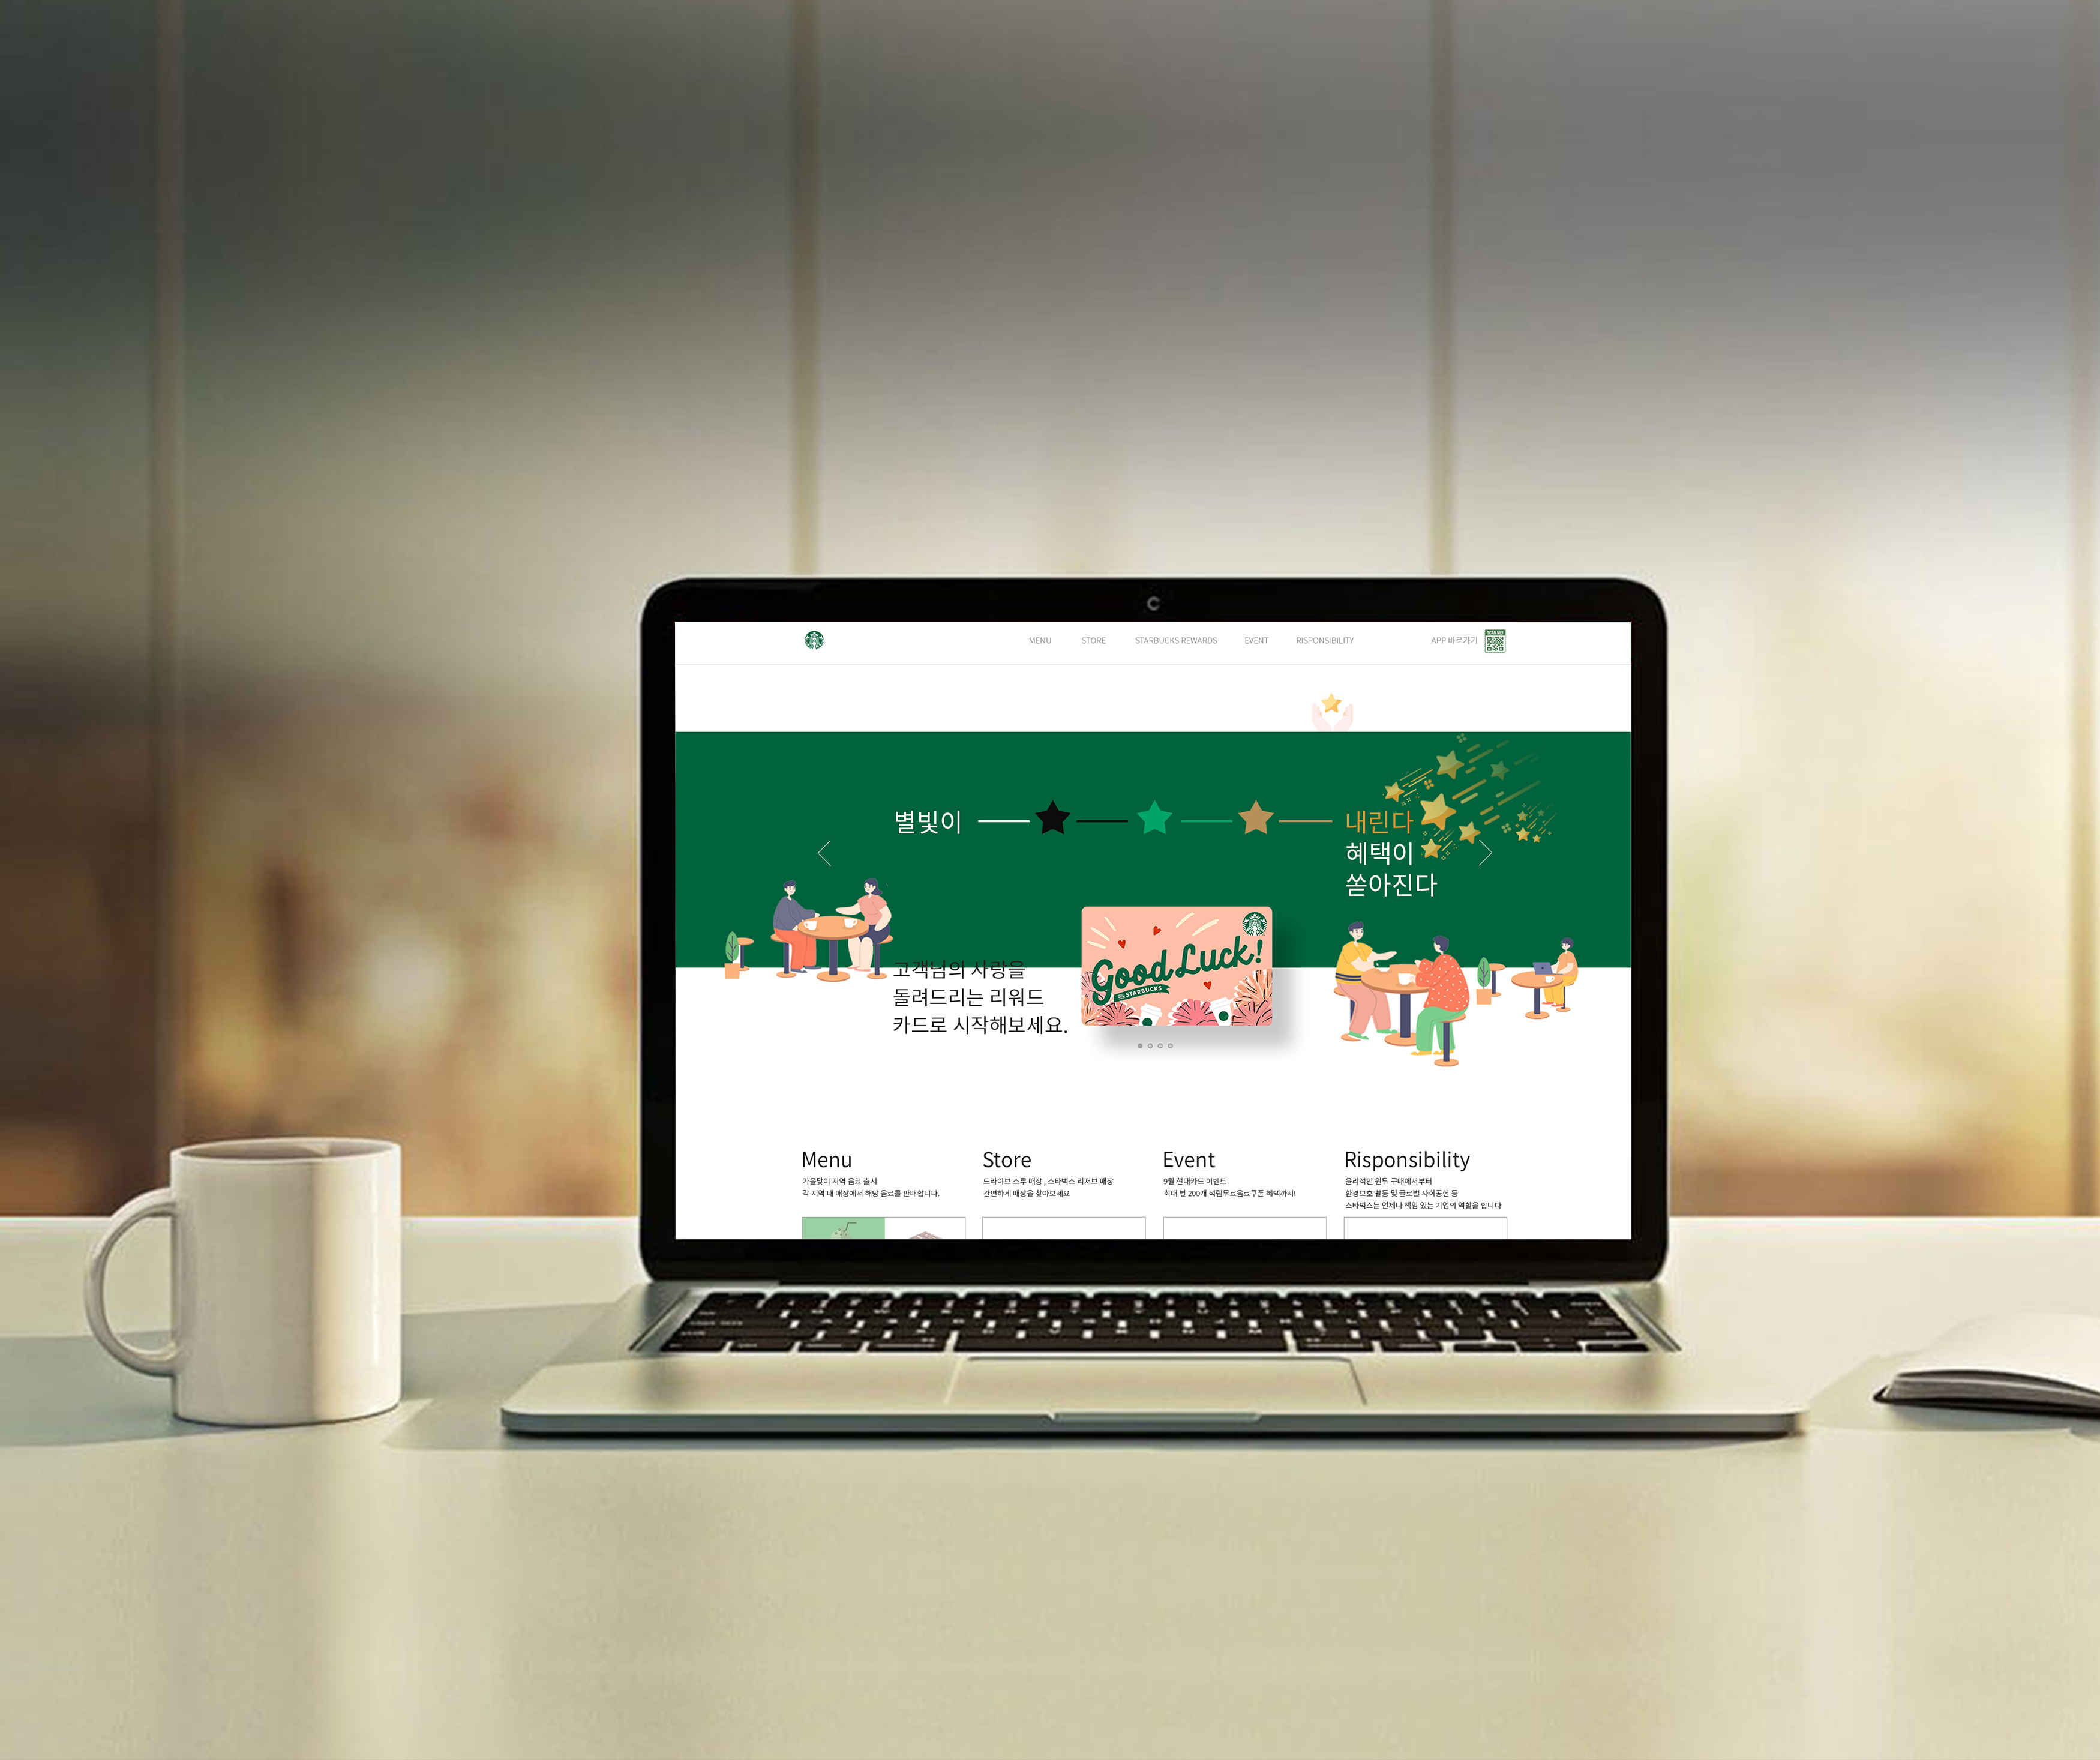 MENU STORE STARBUCKS REWARDS EVENT RISPONSIBILITY APP 바로가기
SCAN ME!
별빛이 내린다
혜택이
쏟아진다
고객님의 사랑을
돌려드리는 리워드
카드로 시작해보세요.
Good Luck!
STARBUCKS
Menu
가을맞이 지역 음료 출시
각 지역 내 매장에서 해당 음료를 판매합니다.
Store
드라이브 스루 매장 , 스타벅스 리저브 매장
간편하게 매장을 찾아보세요
Event
9월 현대카드 이벤트
최대 별 200개 적립무료음료쿠폰 혜택까지!
Risponsibility
윤리적인 원두 구매에서부터
환경보호 활동 및 글로벌 사회공헌 등
스타벅스는 언제나 책임 있는 기업의 역할을 합니다